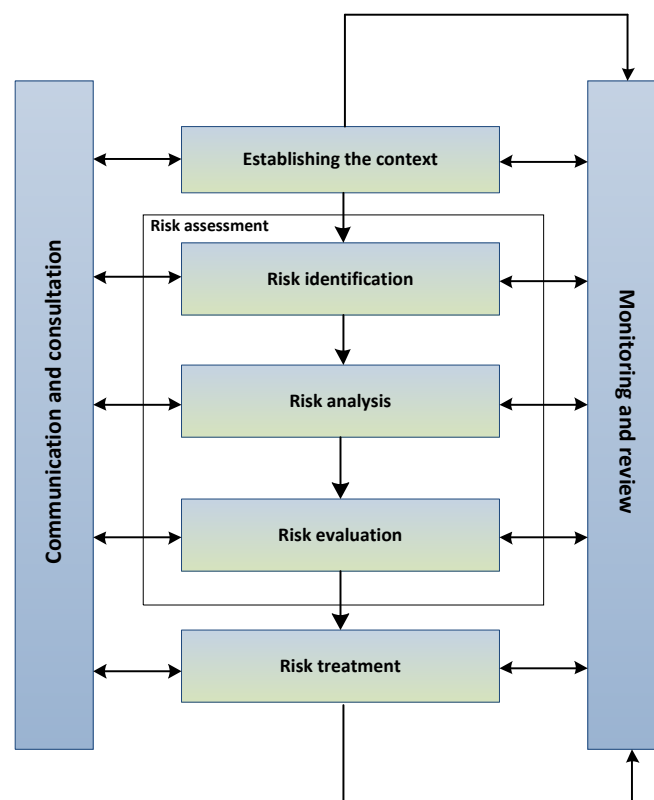 Establishing the context
Risk assessment
Risk identification
Risk analysis
Risk evaluation
Risk treatment
Communication and consultation
Monitoring and review